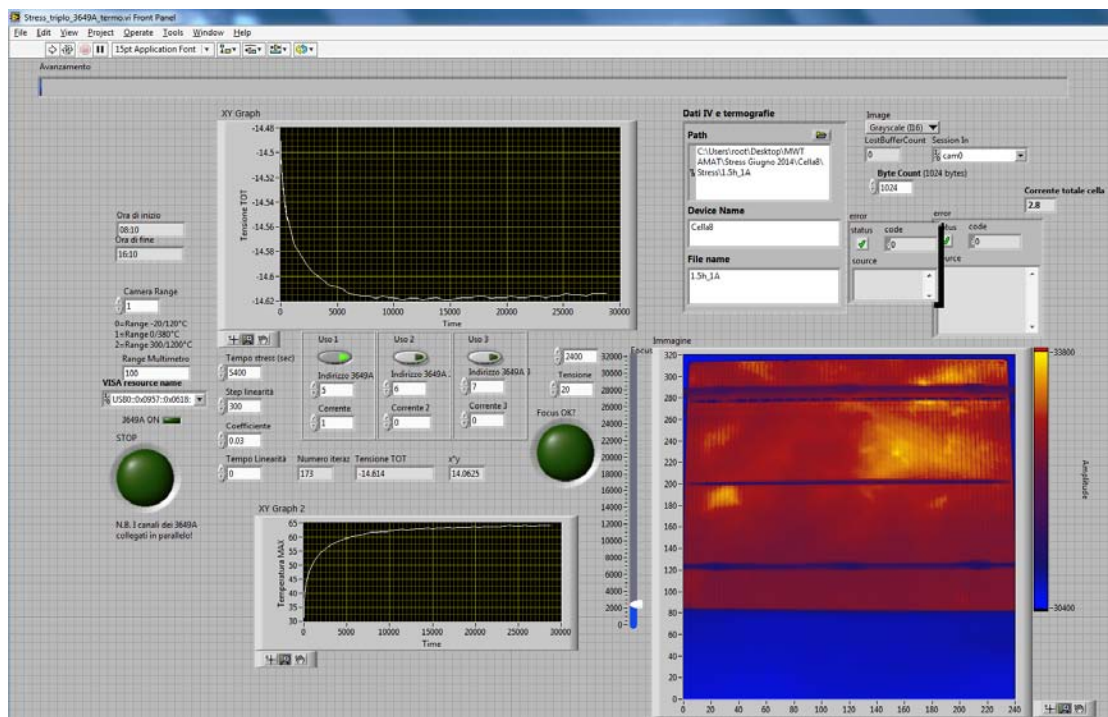 Stress_triplo_3649A_termo.vi Front Panel
File Edit View Project Operate Tools Window Help
15pt Application Font
Avanzamento
XY Graph
-14.48
-14.5
-14.52
-14.54
-14.56
-14.58
-14.6
-14.62
Tensione TOT
0 5000 10000 15000 20000 25000 30000
Time
Dati IV e termografie
Path
C:\Users\root\Desktop\MWT
AMAT\Stress Giugno 2014\Cella8\
Stress\1.5h_1A
Device Name
Cella8
File name
1.5h_1A
Image
Grayscale (I16)
LostBufferCount Session In
0 cam0
Byte Count (1024 bytes)
1024
Corrente totale cella
2.8
error
status code
0
source
error
tus code
0
ource
Ora di inizio
08:10
Ora di fine
16:10
Camera Range
1
0=Range -20/120°C
1=Range 0/380°C
2=Range 300/1200°C
Range Multimetro
100
VISA resource name
USB0::0x0957::0x0618:
3649A ON
STOP
N.B. I canali dei 3649A
collegati in parallelo!
Tempo stress (sec)
5400
Step linearità
300
Coefficiente
0.03
Tempo Linearità
0
Uso 1 Uso 2 Uso 3
Indirizzo 3649A Indirizzo 3649A Indirizzo 3649A
5 6 7
Corrente Corrente 2 Corrente 3
1 0 0
Numero iteraz Tensione TOT x*y
173 -14.614 14.0625
2400
Tensione
20
Focus OK?
Focus
32000
30000
28000
26000
24000
22000
20000
18000
16000
14000
12000
10000
8000
6000
4000
2000
0
XY Graph 2
65
60
55
50
45
40
35
30
Temperatura MAX
0 5000 10000 15000 20000 25000 30000
Time
Immagine
320
300
280
260
240
220
200
180
160
140
120
100
80
60
40
20
0
0 20 40 60 80 100 120 140 160 180 200 220 240
33800
Amplitude
30400